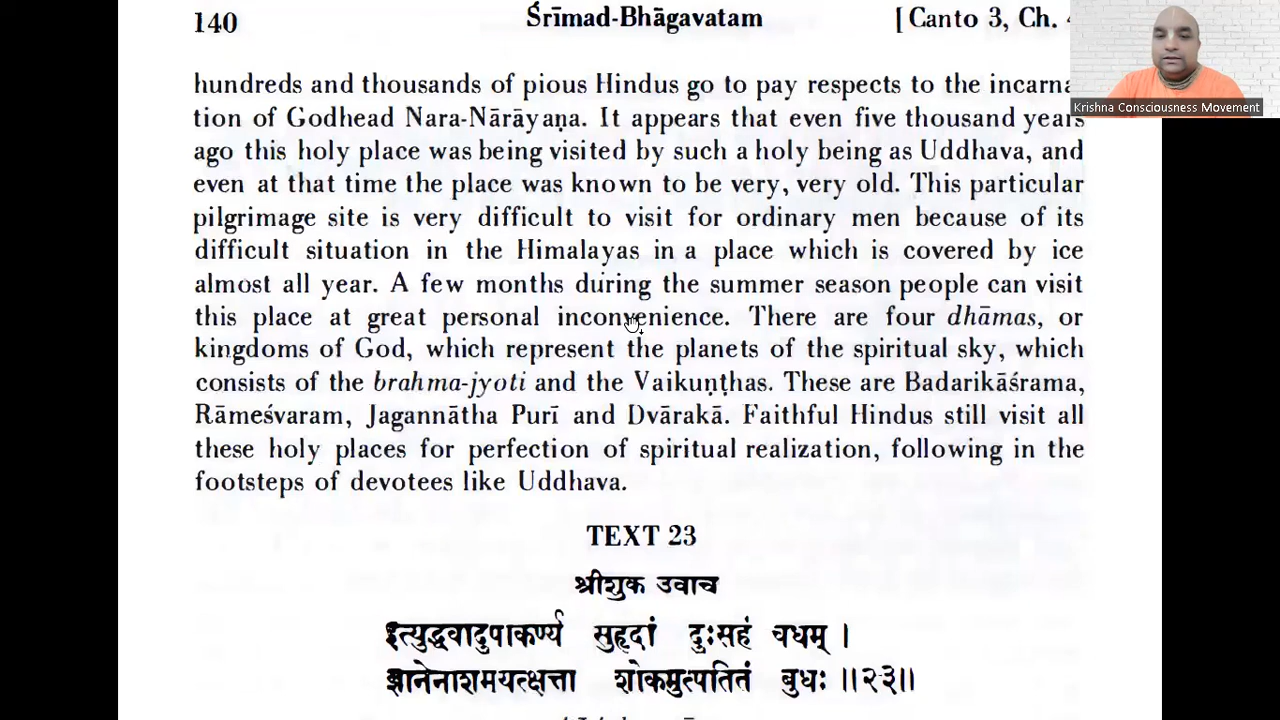 140 Śrīmad-Bhāgavatam [Canto 3, Ch.
Krishna Consciousness Movement
hundreds and thousands of pious Hindus go to pay respects to the incarna-
tion of Godhead Nara-Nārāyaṇa. It appears that even five thousand years
ago this holy place was being visited by such a holy being as Uddhava, and
even at that time the place was known to be very, very old. This particular
pilgrimage site is very difficult to visit for ordinary men because of its
difficult situation in the Himalayas in a place which is covered by ice
almost all year. A few months during the summer season people can visit
this place at great personal inconvenience. There are four dhāmas, or
kingdoms of God, which represent the planets of the spiritual sky, which
consists of the brahma-jyoti and the Vaikuṇṭhas. These are Badarikāśrama,
Rāmeśvaram, Jagannātha Purī and Dvārakā. Faithful Hindus still visit all
these holy places for perfection of spiritual realization, following in the
footsteps of devotees like Uddhava.
TEXT 23
श्रीशुक उवाच
इत्युद्धवादुपाकर्ण्य सुहृदां दुःसहं वधम् ।
ज्ञानेनाशमयत्क्षत्ता शोकमुत्पतितं बुधः ॥२३॥